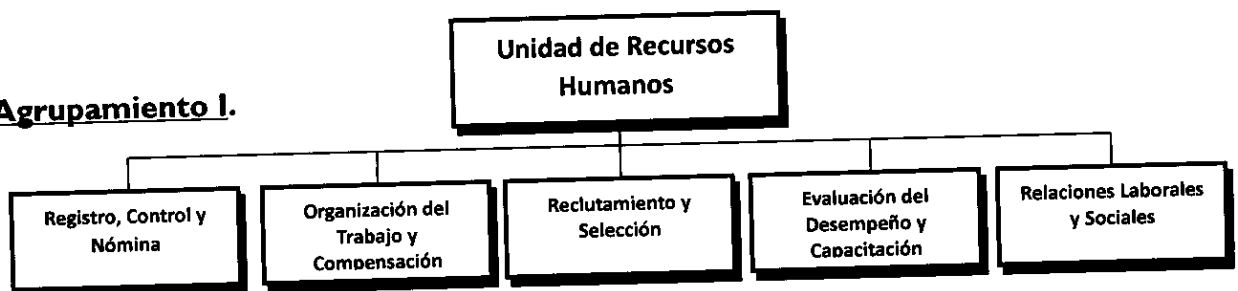 Unidad de Recursos
Humanos
Agrupamiento I.
Registro, Control y
Nómina
Organización del
Trabajo y
Compensación
Reclutamiento y
Selección
Evaluación del
Desempeño y
Capacitación
Relaciones Laborales
y Sociales